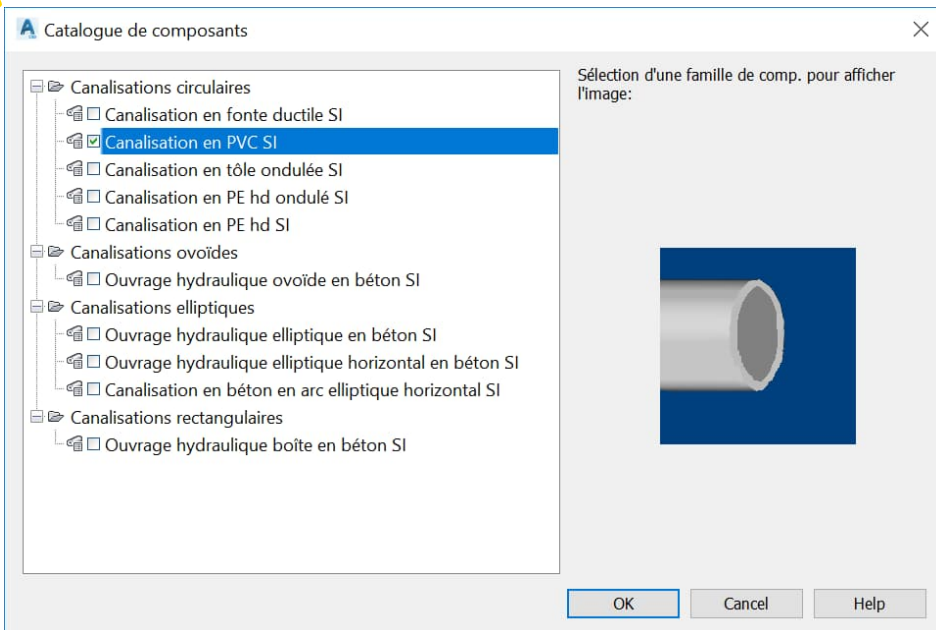 Catalogue de composants
Canalisations circulaires
Canalisation en fonte ductile SI
Canalisation en PVC SI
Canalisation en tôle ondulée SI
Canalisation en PE hd ondulé SI
Canalisation en PE hd SI
Canalisations ovoïdes
Ouvrage hydraulique ovoïde en béton SI
Canalisations elliptiques
Ouvrage hydraulique elliptique en béton SI
Ouvrage hydraulique elliptique horizontal en béton SI
Canalisation en béton en arc elliptique horizontal SI
Canalisations rectangulaires
Ouvrage hydraulique boîte en béton SI
Sélection d'une famille de comp. pour afficher
l'image:
OK
Cancel
Help